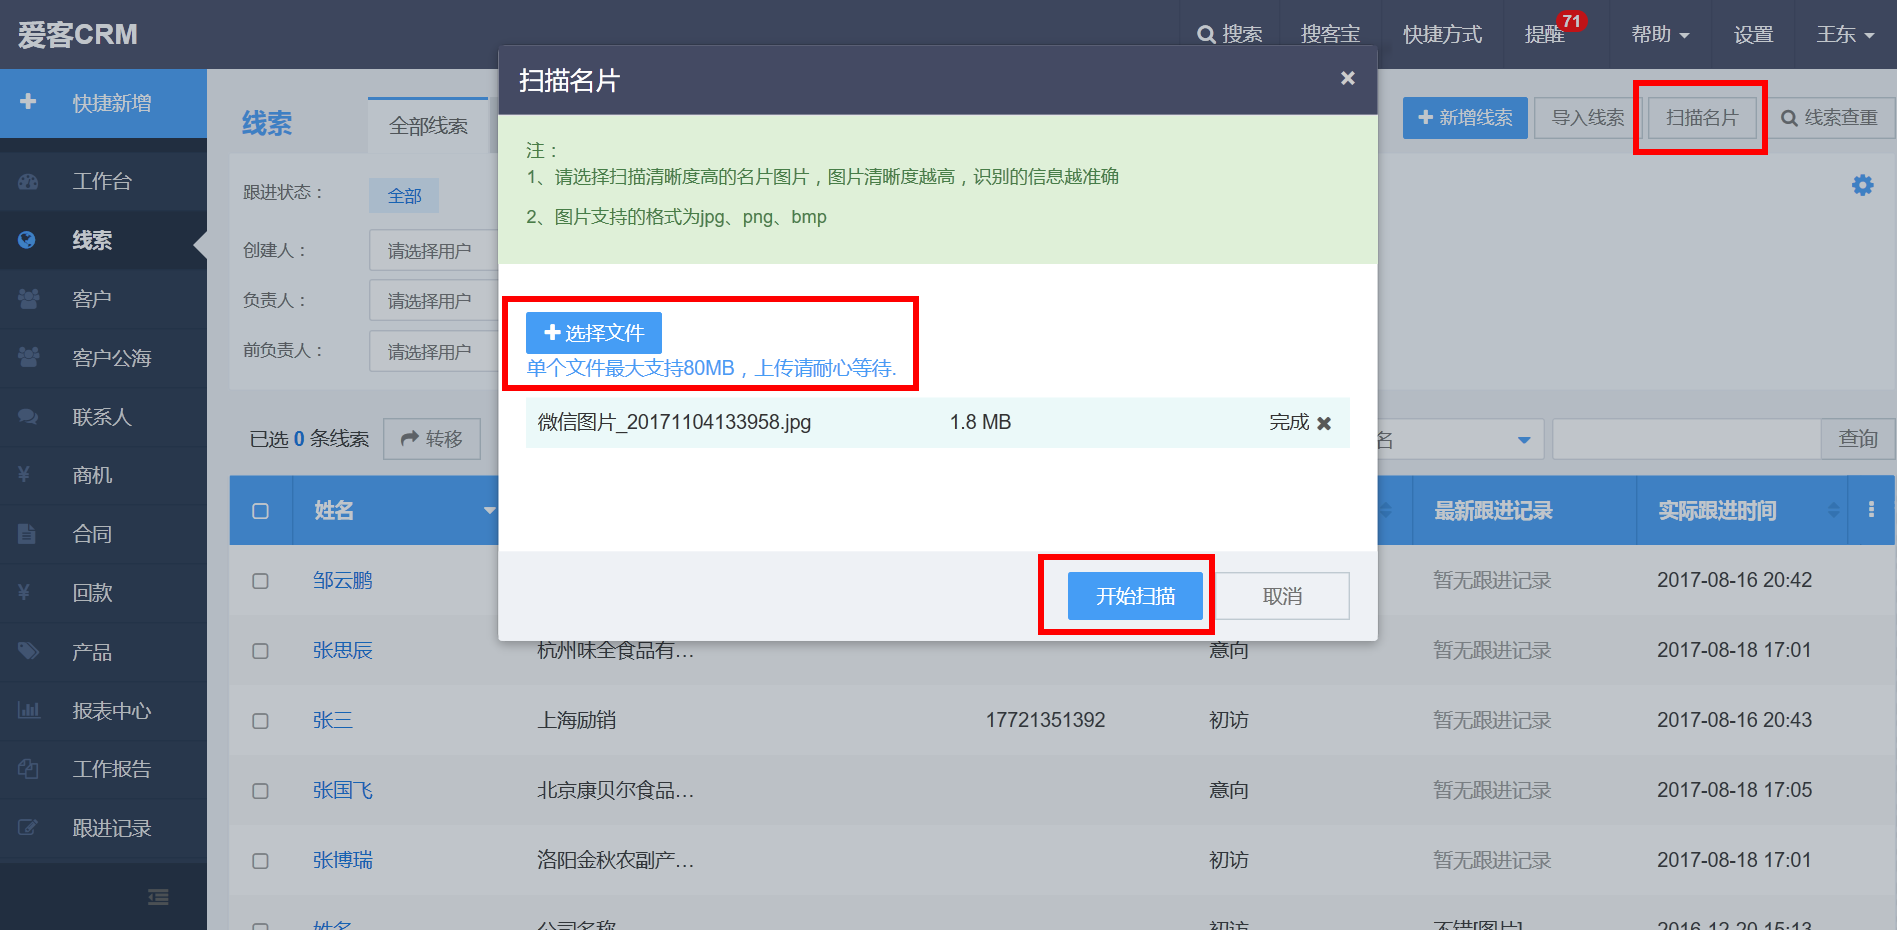 爱客CRM
搜索
搜客宝
快捷方式
提醒
71
帮助
设置
王东
快捷新增
工作台
线索
客户
客户公海
联系人
¥ 商机
合同
¥ 回款
产品
报表中心
工作报告
跟进记录
线索
全部线索
新增线索
导入线索
扫描名片
线索查重
跟进状态：
全部
创建人：
请选择用户
负责人：
请选择用户
前负责人：
请选择用户
扫描名片
注：
1、请选择扫描清晰度高的名片图片，图片清晰度越高，识别的信息越准确
2、图片支持的格式为jpg、png、bmp
选择文件
单个文件最大支持80MB，上传请耐心等待.
微信图片_20171104133958.jpg 1.8 MB 完成
开始扫描
取消
已选 0 条线索
转移
名
查询
姓名 最新跟进记录 实际跟进时间
邹云鹏 暂无跟进记录 2017-08-16 20:42
张思辰 杭州味全食品有... 意向 暂无跟进记录 2017-08-18 17:01
张三 上海励销 17721351392 初访 暂无跟进记录 2017-08-16 20:43
张国飞 北京康贝尔食品... 意向 暂无跟进记录 2017-08-18 17:05
张博瑞 洛阳金秋农副产... 初访 暂无跟进记录 2017-08-18 17:01
姓名 公司名称 初访 不错[图片] 2016-12-20 15:13